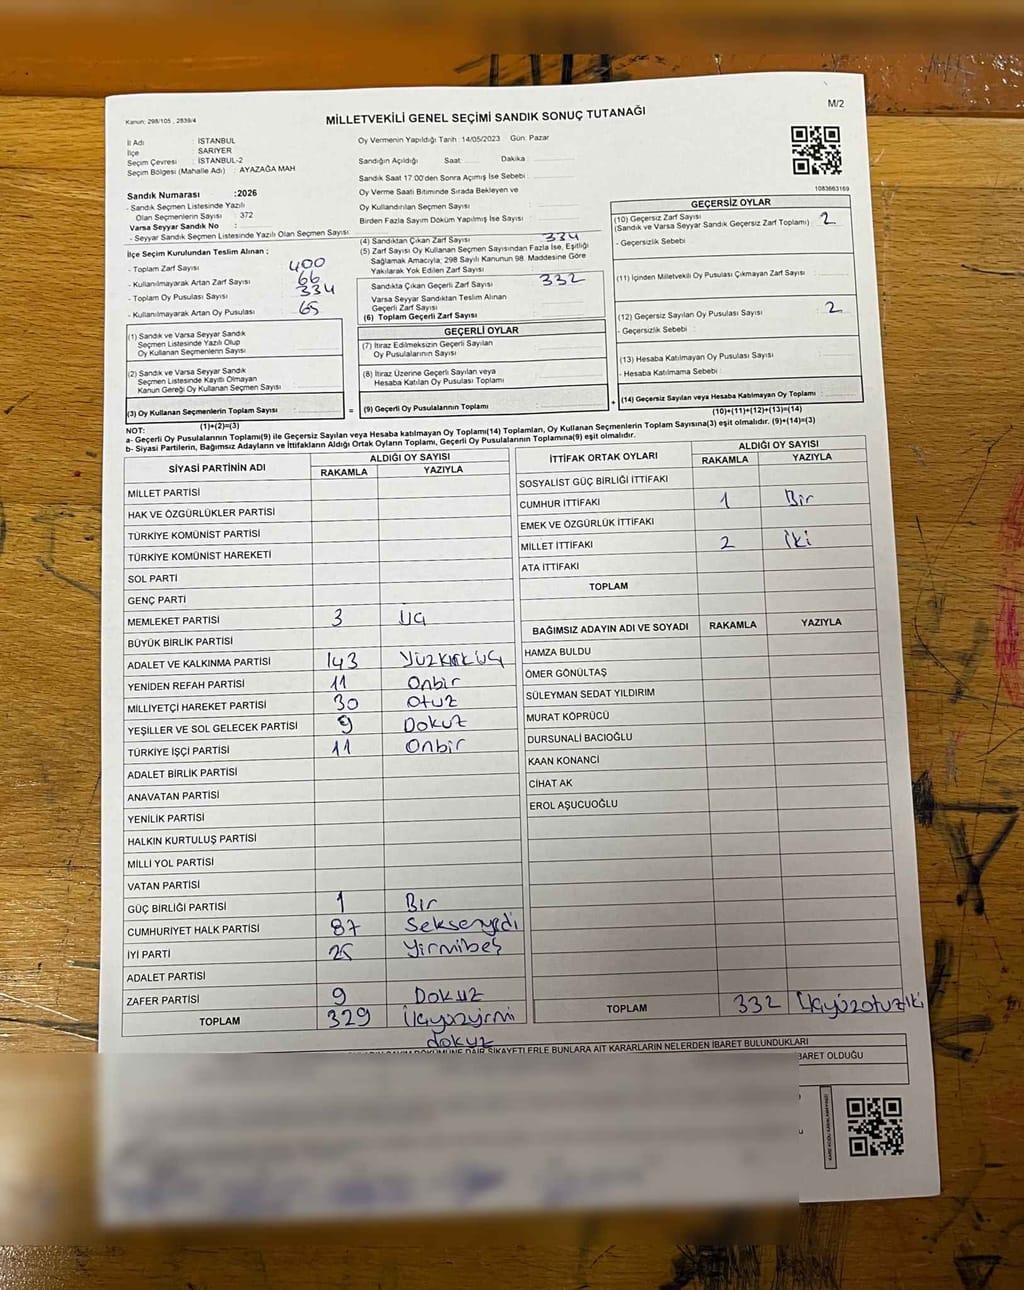 Kanun: 298/105 , 2839/4
MİLLETVEKİLİ GENEL SEÇİMİ SANDIK SONUÇ TUTANAĞI
M/2
İl Adı : İSTANBUL
İlçe : SARIYER
Seçim Çevresi : İSTANBUL-2
Seçim Bölgesi (Mahalle Adı) : AYAZAĞA MAH
Sandık Numarası :2026
- Sandık Seçmen Listesinde Yazılı
Olan Seçmenlerin Sayısı : 372
Varsa Seyyar Sandık No :
- Seyyar Sandık Seçmen Listesinde Yazılı Olan Seçmen Sayısı:
İlçe Seçim Kurulundan Teslim Alınan ;
- Toplam Zarf Sayısı 400
- Kullanılmayarak Artan Zarf Sayısı 66
- Toplam Oy Pusulası Sayısı 334
- Kullanılmayarak Artan Oy Pusulası 65
(1) Sandık ve Varsa Seyyar Sandık
Seçmen Listesinde Yazılı Olup
Oy Kullanan Seçmenlerin Sayısı
(2) Sandık ve Varsa Seyyar Sandık
Seçmen Listesinde Kayıtlı Olmayan
Kanun Gereği Oy Kullanan Seçmen Sayısı
(3) Oy Kullanan Seçmenlerin Toplam Sayısı
(1)+(2)=(3)
Oy Vermenin Yapıldığı Tarih : 14/05/2023 Gün: Pazar
Sandığın Açıldığı Saat: Dakika :
Sandık Saat 17:00'den Sonra Açımış İse Sebebi :
Oy Verme Saati Bitiminde Sırada Bekleyen ve
Oy Kullandırılan Seçmen Sayısı :
Birden Fazla Sayım Döküm Yapılmış İse Sayısı :
(4) Sandıktan Çıkan Zarf Sayısı 334
(5) Zarf Sayısı Oy Kullanan Seçmen Sayısından Fazla İse, Eşitliği
Sağlamak Amacıyla; 298 Sayılı Kanunun 98. Maddesine Göre
Yakılarak Yok Edilen Zarf Sayısı
Sandıkta Çıkan Geçerli Zarf Sayısı 332
Varsa Seyyar Sandıktan Teslim Alınan
Geçerli Zarf Sayısı
(6) Toplam Geçerli Zarf Sayısı
GEÇERLİ OYLAR
(7) İtiraz Edilmeksizin Geçerli Sayılan
Oy Pusulalarının Sayısı
(8) İtiraz Üzerine Geçerli Sayılan veya
Hesaba Katılan Oy Pusulası Toplamı
= (9) Geçerli Oy Pusulalarının Toplamı +
1083663169
GEÇERSİZ OYLAR
(10) Geçersiz Zarf Sayısı 2
(Sandık ve Varsa Seyyar Sandık Geçersiz Zarf Toplamı)
- Geçersizlik Sebebi
(11) İçinden Milletvekili Oy Pusulası Çıkmayan Zarf Sayısı :
(12) Geçersiz Sayılan Oy Pusulası Sayısı 2
- Geçersizlik Sebebi :
(13) Hesaba Katılmayan Oy Pusulası Sayısı
- Hesaba Katılmama Sebebi
(14) Geçersiz Sayılan veya Hesaba Katılmayan Oy Toplamı :
(10)+(11)+(12)+(13)=(14)
NOT:
a- Geçerli Oy Pusulalarının Toplamı(9) ile Geçersiz Sayılan veya Hesaba katılmayan Oy Toplamı(14) Toplamları, Oy Kullanan Seçmenlerin Toplam Sayısına(3) eşit olmalıdır. (9)+(14)=(3)
b- Siyasi Partilerin, Bağımsız Adayların ve İttifakların Aldığı Ortak Oyların Toplamı, Geçerli Oy Pusulalarının Toplamına(9) eşit olmalıdır.
SİYASİ PARTİNİN ADI ALDIĞI OY SAYISI
RAKAMLA YAZIYLA
MİLLET PARTİSİ
HAK VE ÖZGÜRLÜKLER PARTİSİ
TÜRKİYE KOMÜNİST PARTİSİ
TÜRKİYE KOMÜNİST HAREKETİ
SOL PARTİ
GENÇ PARTİ
MEMLEKET PARTİSİ 3 Üç
BÜYÜK BİRLİK PARTİSİ
ADALET VE KALKINMA PARTİSİ 143 Yüzkırküç
YENİDEN REFAH PARTİSİ 11 Onbir
MİLLİYETÇİ HAREKET PARTİSİ 30 Otuz
YEŞİLLER VE SOL GELECEK PARTİSİ 9 Dokuz
TÜRKİYE İŞÇİ PARTİSİ 11 Onbir
ADALET BİRLİK PARTİSİ
ANAVATAN PARTİSİ
YENİLİK PARTİSİ
HALKIN KURTULUŞ PARTİSİ
MİLLİ YOL PARTİSİ
VATAN PARTİSİ
GÜÇ BİRLİĞİ PARTİSİ 1 Bir
CUMHURİYET HALK PARTİSİ 87 Seksenyedi
İYİ PARTİ 25 Yirmibeş
ADALET PARTİSİ
ZAFER PARTİSİ 9 Dokuz
TOPLAM 329 Üçyüzyirmi
dokuz
İTTİFAK ORTAK OYLARI ALDIĞI OY SAYISI
RAKAMLA YAZIYLA
SOSYALİST GÜÇ BİRLİĞİ İTTİFAKI
CUMHUR İTTİFAKI 1 Bir
EMEK VE ÖZGÜRLÜK İTTİFAKI
MİLLET İTTİFAKI 2 İki
ATA İTTİFAKI
TOPLAM
BAĞIMSIZ ADAYIN ADI VE SOYADI RAKAMLA YAZIYLA
HAMZA BULDU
ÖMER GÖNÜLTAŞ
SÜLEYMAN SEDAT YILDIRIM
MURAT KÖPRÜCÜ
DURSUNALİ BACIOĞLU
KAAN KONANCİ
CİHAT AK
EROL AŞUCUOĞLU
TOPLAM 332 Üçyüzotuziki
DÖKÜMÜNE DAİR ŞİKAYETLERLE BUNLARA AİT KARARLARIN NELERDEN İBARET BULUNDUKLARI
BARET OLDUĞU